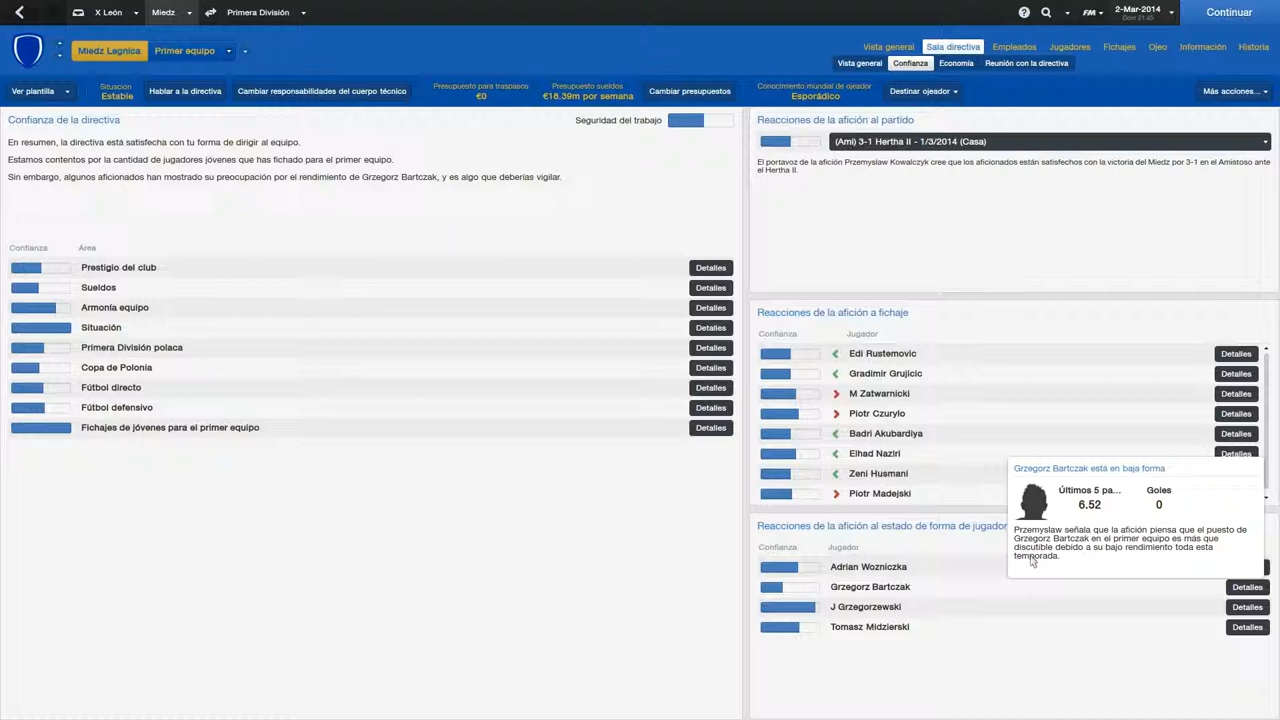 X León
Miedz
Primera División
FM
2-Mar-2014
Dom 21:45
Continuar
Miedz Legnica
Primer equipo
Vista general
Sala directiva
Empleados
Jugadores
Fichajes
Ojeo
Información
Historia
Vista general
Confianza
Economía
Reunión con la directiva
Ver plantilla
Situación
Estable
Hablar a la directiva
Cambiar responsabilidades del cuerpo técnico
Presupuesto para traspasos
€0
Presupuesto sueldos
€18.39m por semana
Cambiar presupuestos
Conocimiento mundial de ojeador
Esporádico
Destinar ojeador
Más acciones...
Confianza de la directiva
Seguridad del trabajo
En resumen, la directiva está satisfecha con tu forma de dirigir al equipo.
Estamos contentos por la cantidad de jugadores jóvenes que has fichado para el primer equipo.
Sin embargo, algunos aficionados han mostrado su preocupación por el rendimiento de Grzegorz Bartczak, y es algo que deberías vigilar.
Confianza Área
Prestigio del club Detalles
Sueldos Detalles
Armonía equipo Detalles
Situación Detalles
Primera División polaca Detalles
Copa de Polonia Detalles
Fútbol directo Detalles
Fútbol defensivo Detalles
Fichajes de jóvenes para el primer equipo Detalles
Reacciones de la afición al partido
(Ami) 3-1 Hertha II - 1/3/2014 (Casa)
El portavoz de la afición Przemyslaw Kowalczyk cree que los aficionados están satisfechos con la victoria del Miedz por 3-1 en el Amistoso ante
el Hertha II.
Reacciones de la afición a fichaje
Confianza Jugador
Edi Rustemovic Detalles
Gradimir Grujicic Detalles
M Zatwarnicki Detalles
Piotr Czurylo Detalles
Badri Akubardiya Detalles
Elhad Naziri Detalles
Zeni Husmani
Piotr Madejski
Grzegorz Bartczak está en baja forma
Últimos 5 pa... Goles
6.52 0
Przemyslaw señala que la afición piensa que el puesto de
Grzegorz Bartczak en el primer equipo es más que
discutible debido a su bajo rendimiento toda esta
temporada.
Reacciones de la afición al estado de forma de jugador
Confianza Jugador
Adrian Wozniczka
Grzegorz Bartczak Detalles
J Grzegorzewski Detalles
Tomasz Midzierski Detalles